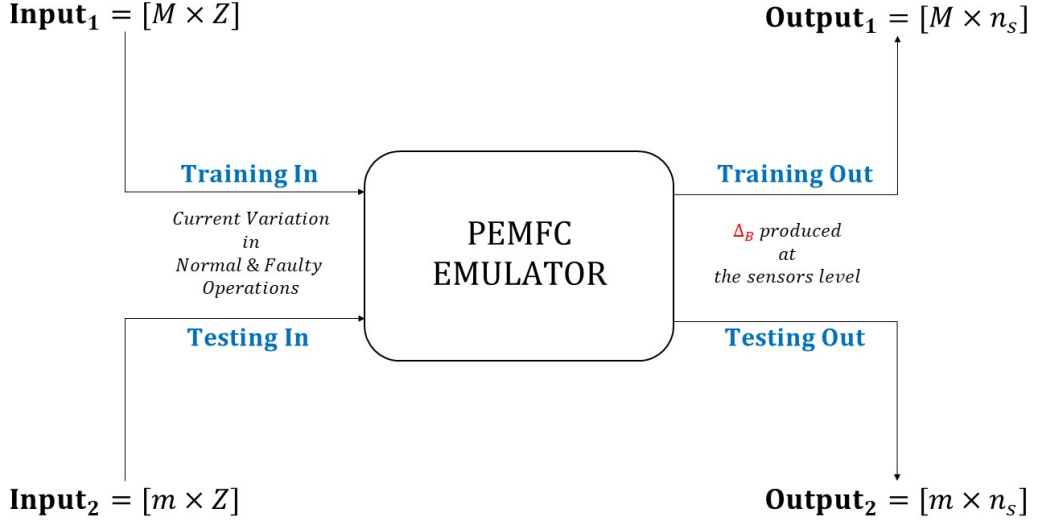 Input₁ = [M × Z]
Output₁ = [M × nₛ]
Training In
Training Out
Current Variation
in
Normal & Faulty
Operations
PEMFC
EMULATOR
Δ_B produced
at
the sensors level
Testing In
Testing Out
Input₂ = [m × Z]
Output₂ = [m × nₛ]